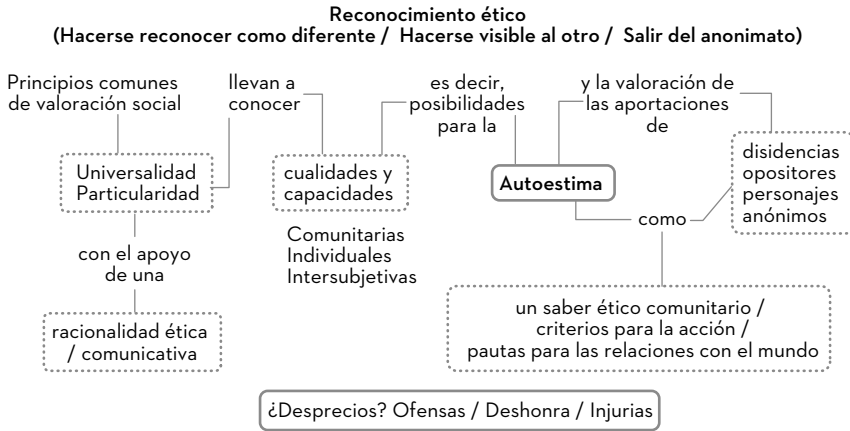 Reconocimiento ético
(Hacerse reconocer como diferente / Hacerse visible al otro / Salir del anonimato)
Principios comunes
de valoración social
Universalidad
Particularidad
con el apoyo
de una
racionalidad ética
/ comunicativa
llevan a
conocer
cualidades y
capacidades
Comunitarias
Individuales
Intersubjetivas
es decir,
posibilidades
para la
Autoestima
y la valoración de
las aportaciones
de
disidencias
opositores
personajes
anónimos
como
un saber ético comunitario /
criterios para la acción /
pautas para las relaciones con el mundo
¿Desprecios? Ofensas / Deshonra / Injurias